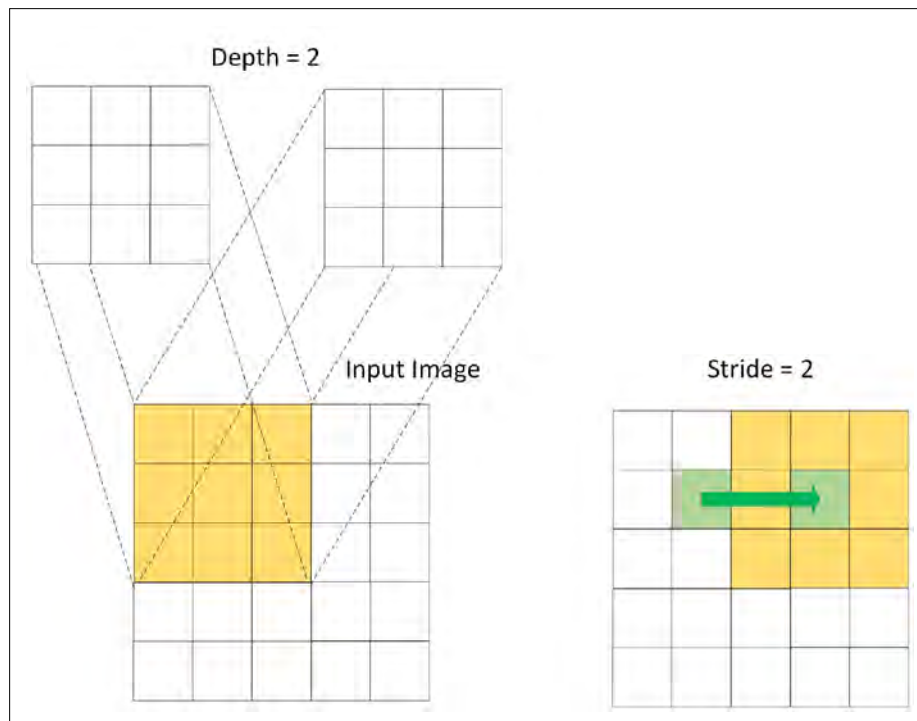 Depth = 2
Input Image
Stride = 2